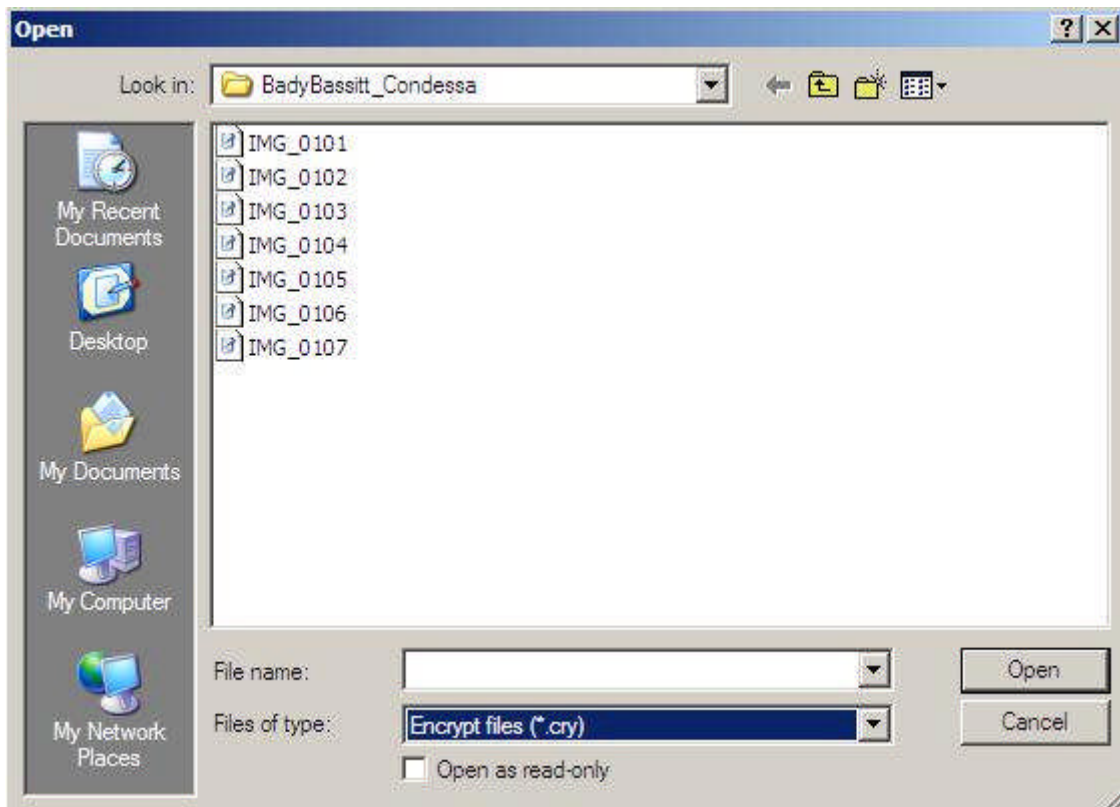 Open
Look in: BadyBassitt_Condessa
My Recent
Documents
Desktop
My Documents
My Computer
My Network
Places
IMG_0101
IMG_0102
IMG_0103
IMG_0104
IMG_0105
IMG_0106
IMG_0107
File name:
Open
Files of type: Encrypt files (*.cry)
Cancel
Open as read-only